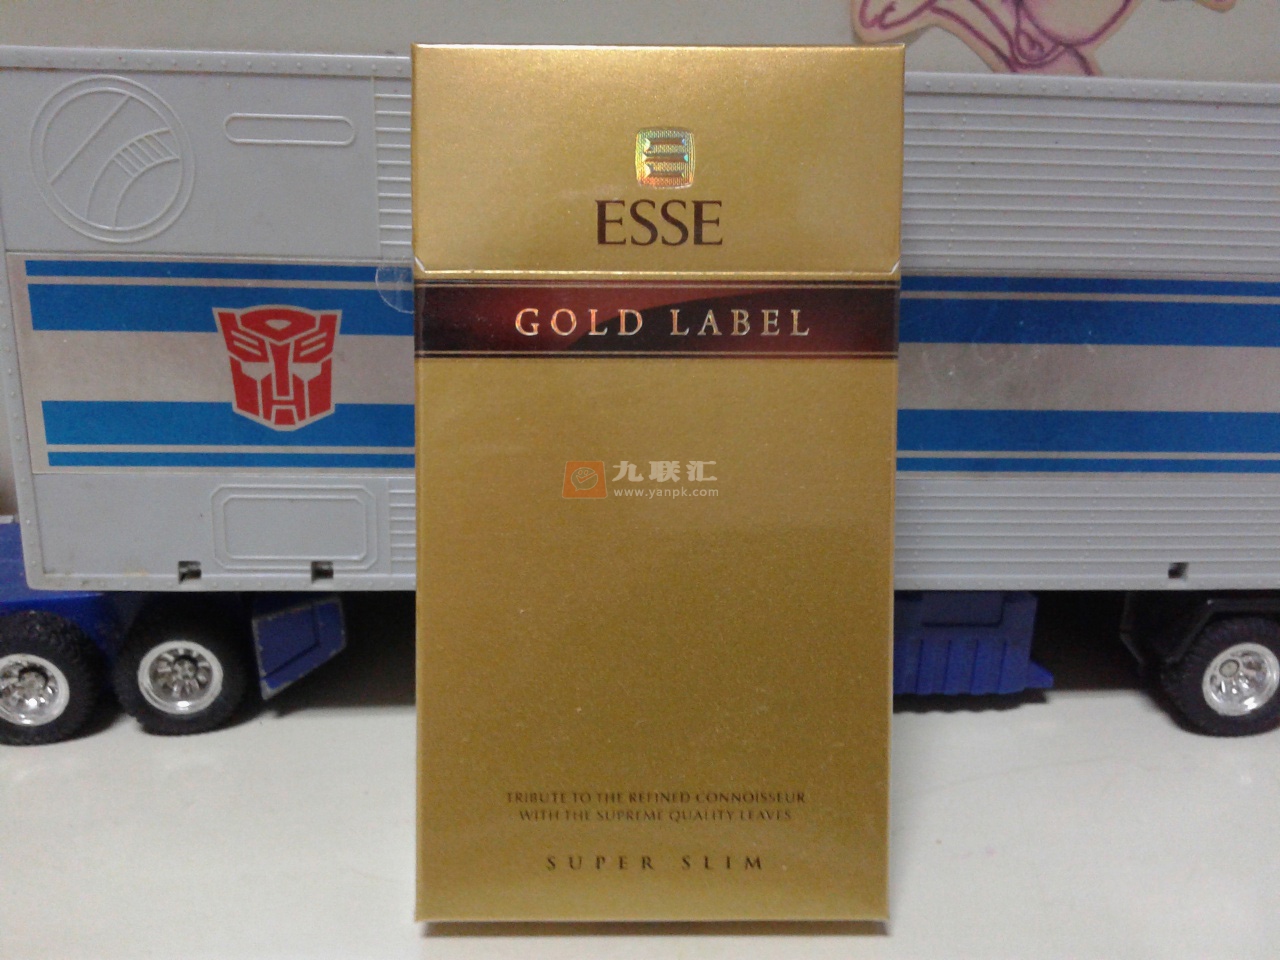 ESSE
GOLD LABEL
九联汇
www.yanpk.com
TRIBUTE TO THE REFINED CONNOISSEUR
WITH THE SUPREME QUALITY LEAVES
SUPER SLIM